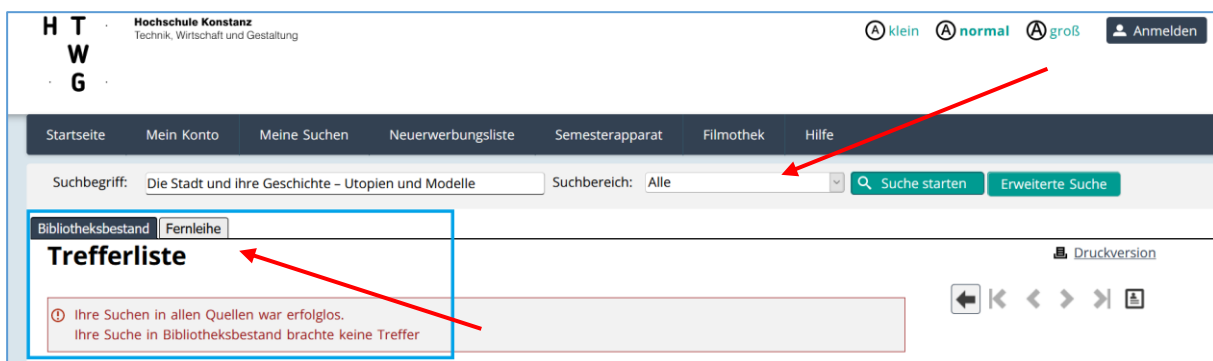 H T
W
G
Hochschule Konstanz
Technik, Wirtschaft und Gestaltung
A klein A normal A groß Anmelden
Startseite Mein Konto Meine Suchen Neuerwerbungsliste Semesterapparat Filmothek Hilfe
Suchbegriff: Die Stadt und ihre Geschichte – Utopien und Modelle Suchbereich: Alle Suche starten Erweiterte Suche
Bibliotheksbestand Fernleihe
Trefferliste
Druckversion
Ihre Suchen in allen Quellen war erfolglos.
Ihre Suche in Bibliotheksbestand brachte keine Treffer